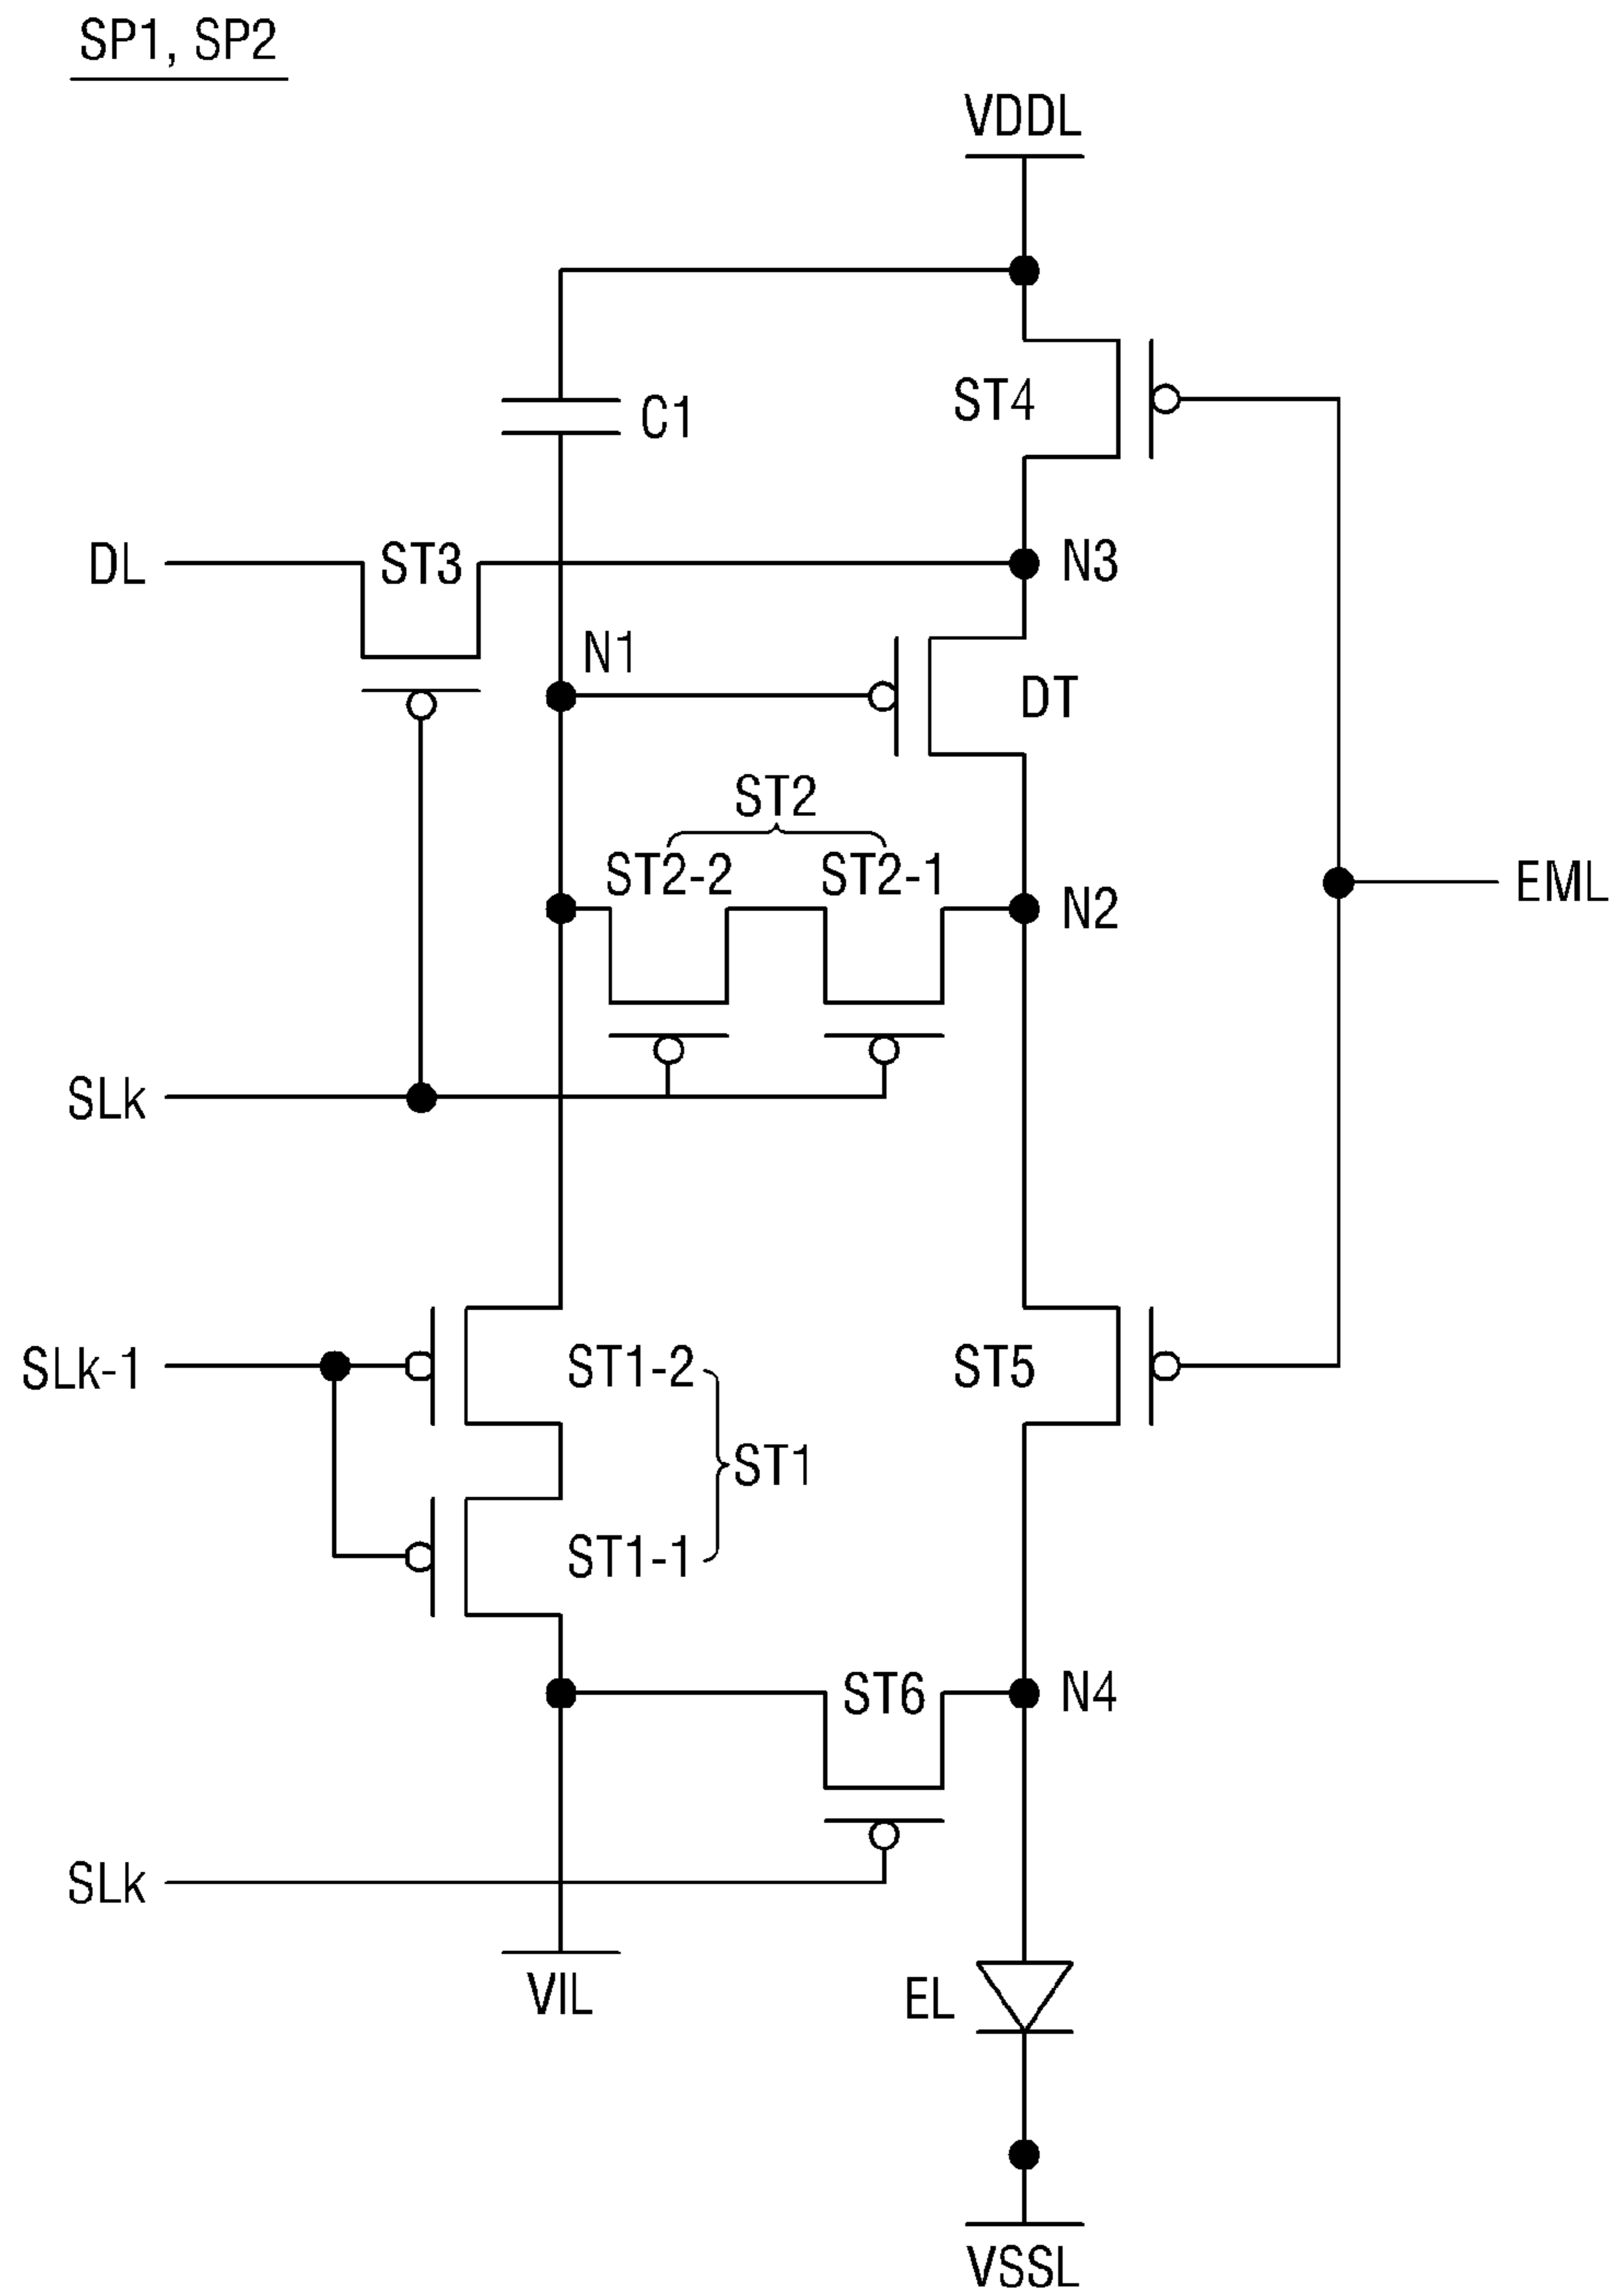 SP1, SP2
VDDL
ST4
C1
DL
ST3
N3
N1
DT
ST2
ST2-2
ST2-1
N2
EML
SLk
SLk-1
ST1-2
ST5
ST1
ST1-1
ST6
N4
SLk
VIL
EL
VSSL